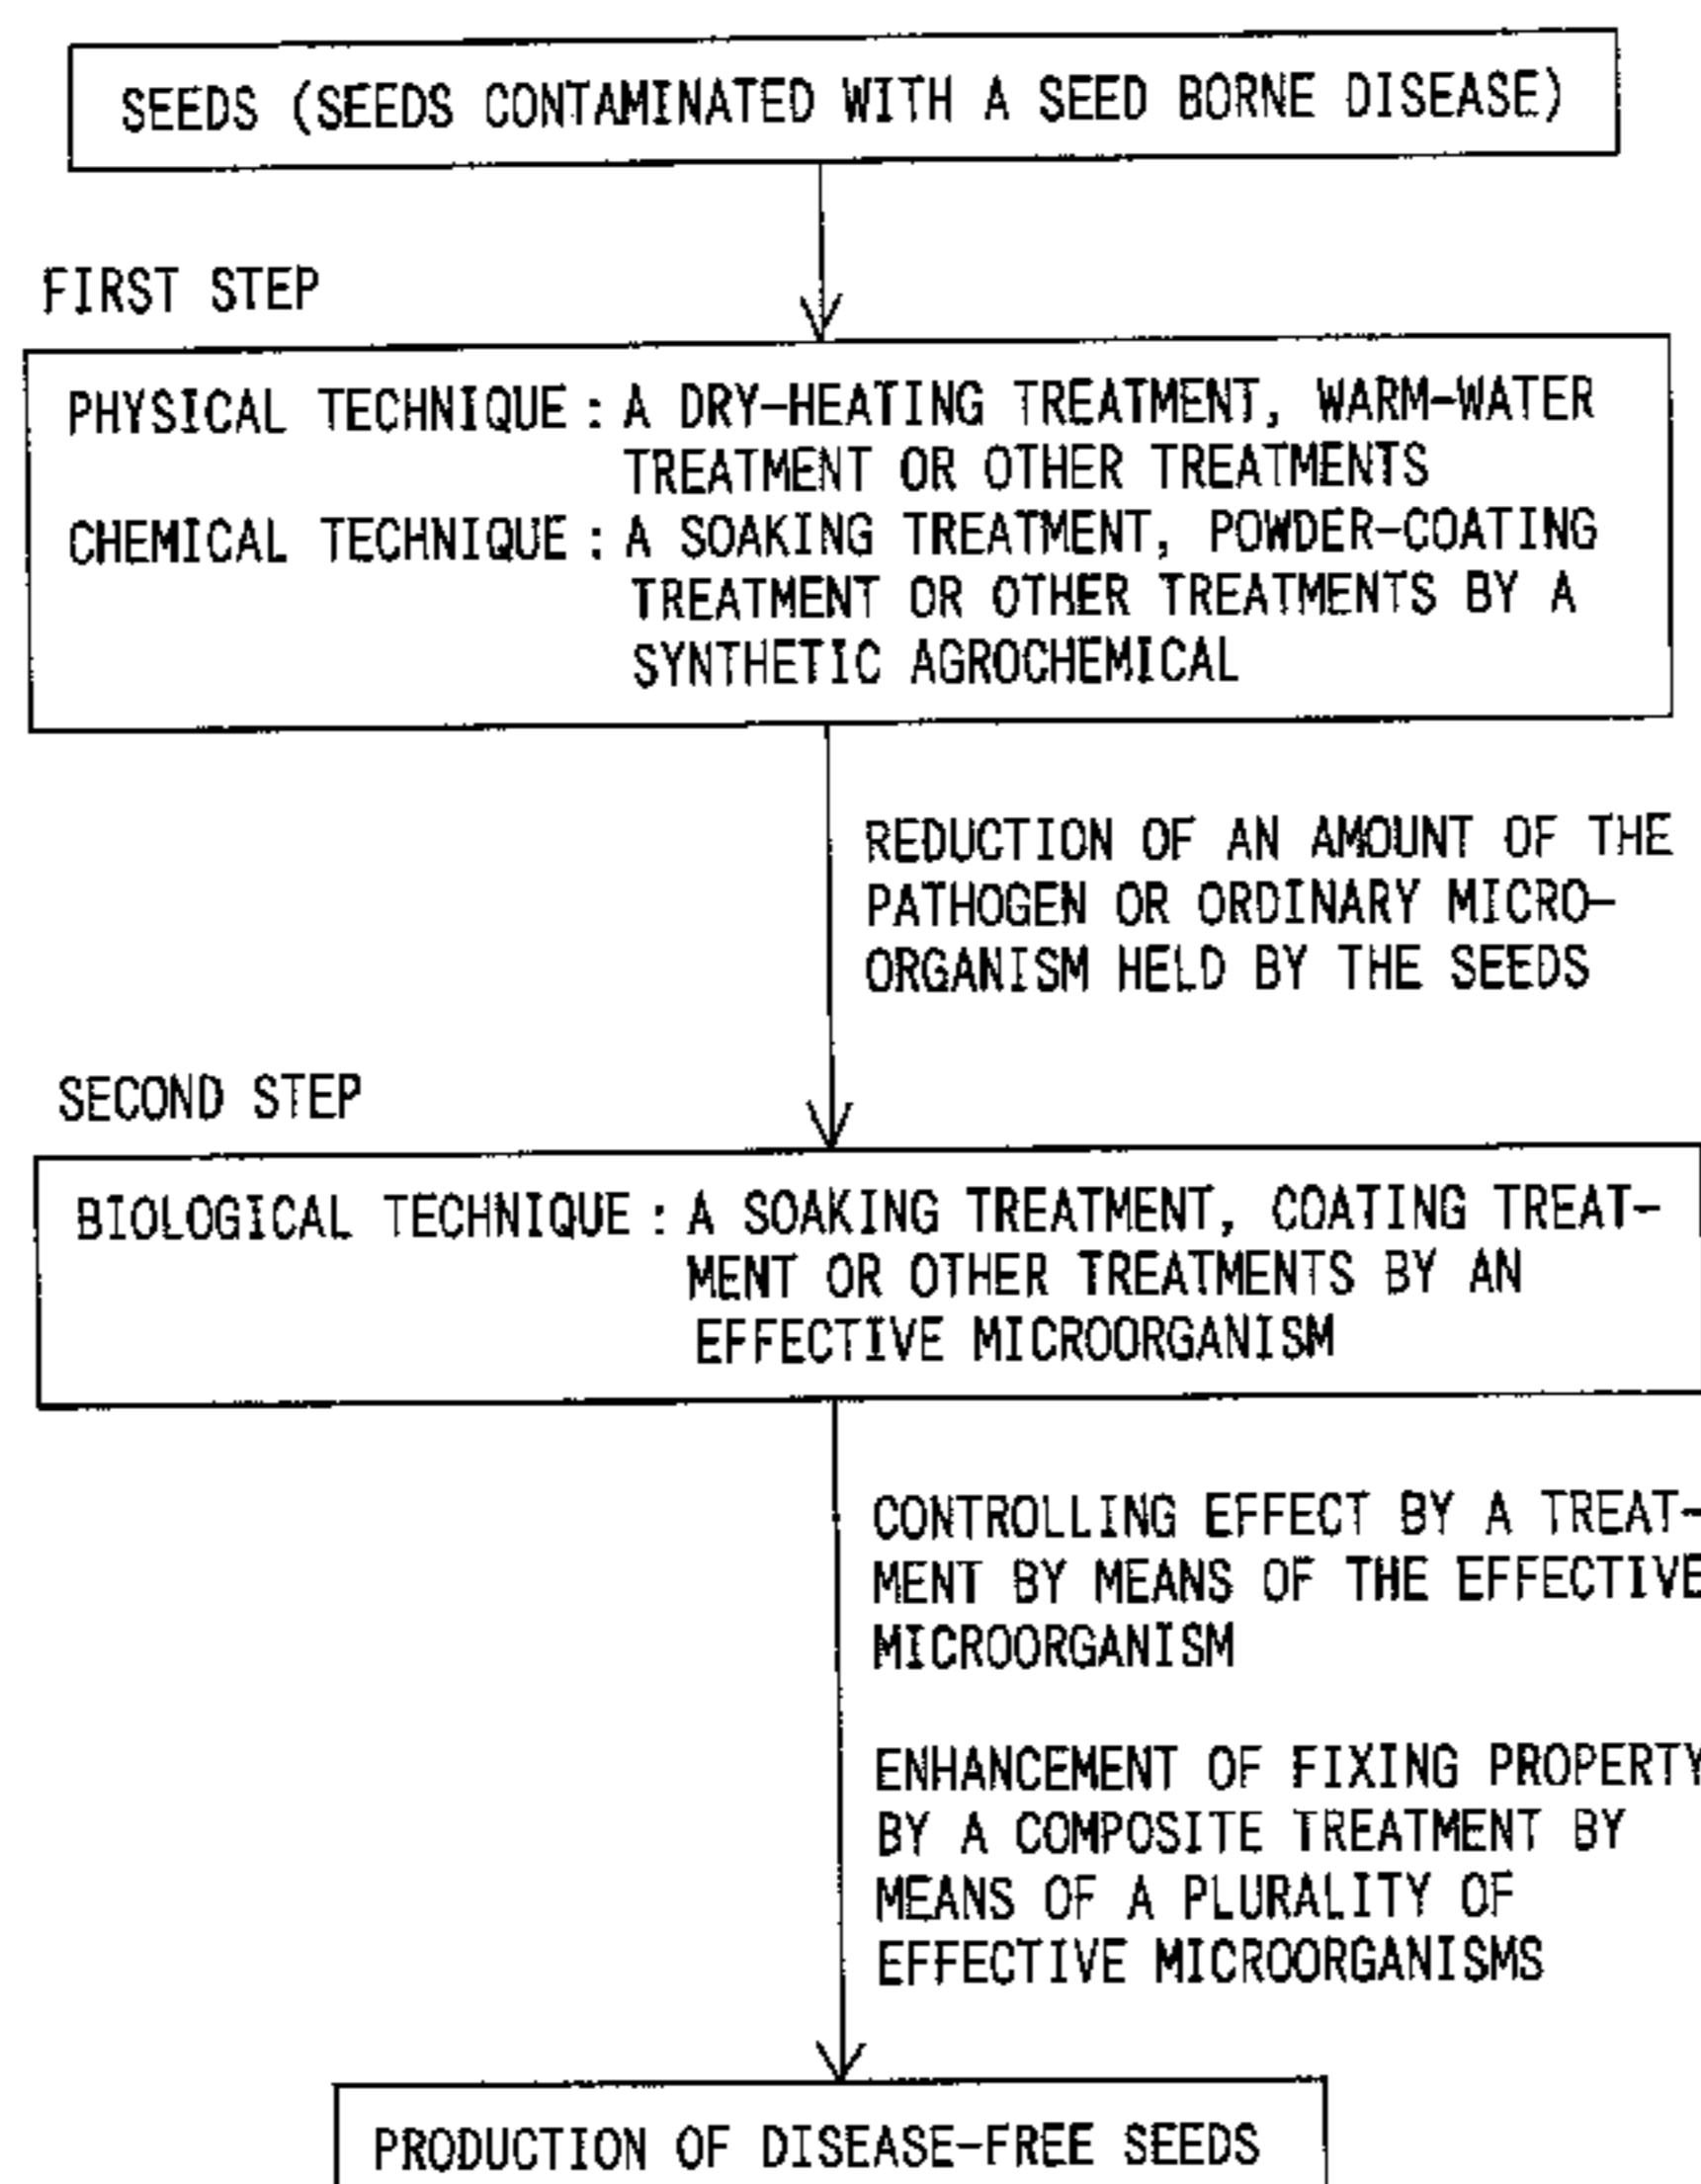 SEEDS (SEEDS CONTAMINATED WITH A SEED BORNE DISEASE)
FIRST STEP
PHYSICAL TECHNIQUE : A DRY-HEATING TREATMENT, WARM-WATER
TREATMENT OR OTHER TREATMENTS
CHEMICAL TECHNIQUE : A SOAKING TREATMENT, POWDER-COATING
TREATMENT OR OTHER TREATMENTS BY A
SYNTHETIC AGROCHEMICAL
REDUCTION OF AN AMOUNT OF THE
PATHOGEN OR ORDINARY MICRO-
ORGANISM HELD BY THE SEEDS
SECOND STEP
BIOLOGICAL TECHNIQUE : A SOAKING TREATMENT, COATING TREAT-
MENT OR OTHER TREATMENTS BY AN
EFFECTIVE MICROORGANISM
CONTROLLING EFFECT BY A TREAT-
MENT BY MEANS OF THE EFFECTIVE
MICROORGANISM
ENHANCEMENT OF FIXING PROPERTY
BY A COMPOSITE TREATMENT BY
MEANS OF A PLURALITY OF
EFFECTIVE MICROORGANISMS
PRODUCTION OF DISEASE-FREE SEEDS